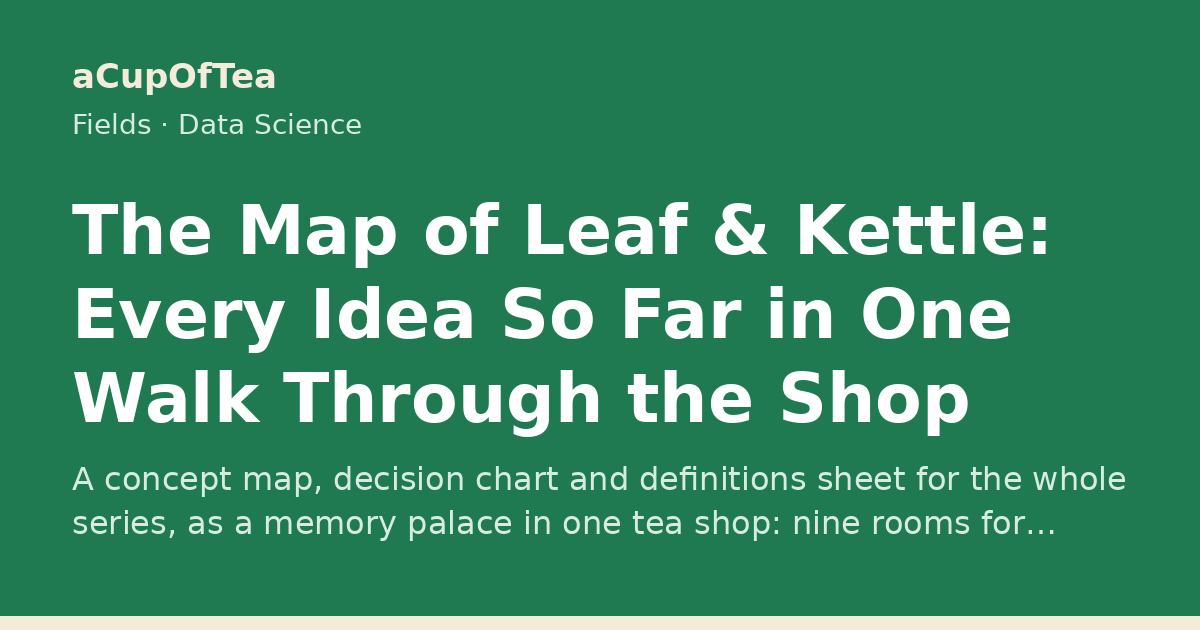 aCupOfTea
Fields · Data Science
The Map of Leaf & Kettle:
Every Idea So Far in One
Walk Through the Shop
A concept map, decision chart and definitions sheet for the whole
series, as a memory palace in one tea shop: nine rooms for…